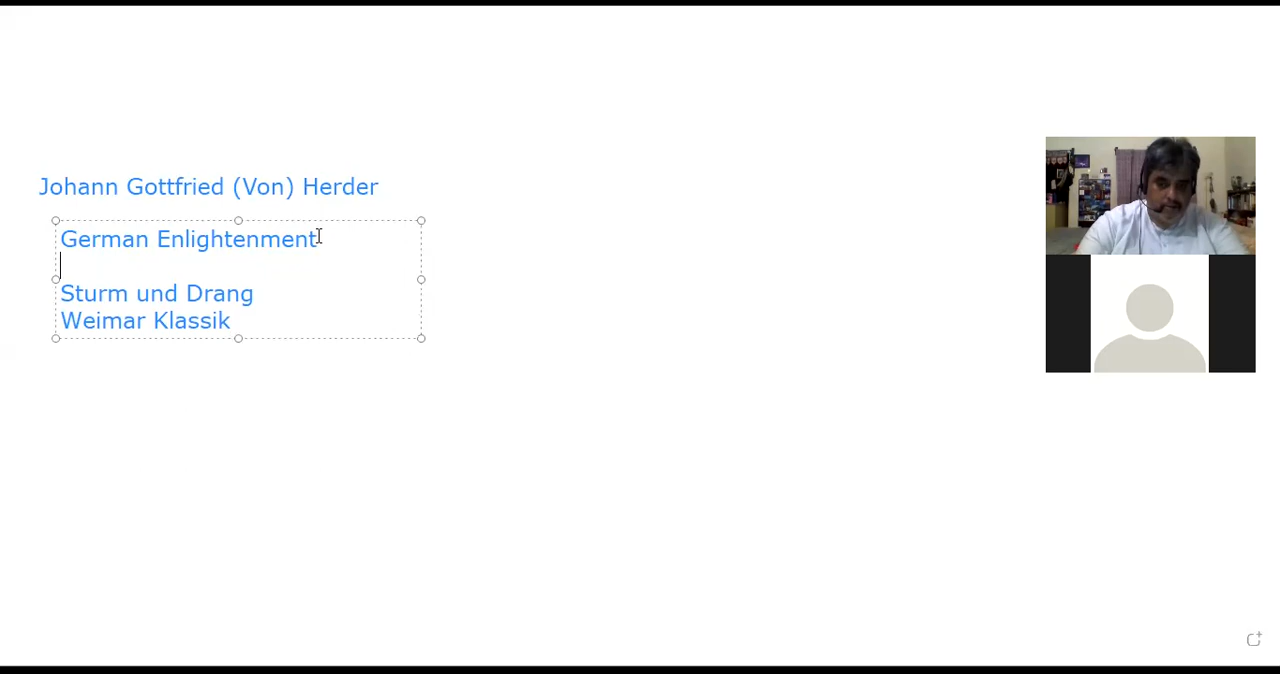 Johann Gottfried (Von) Herder
German Enlightenment
Sturm und Drang
Weimar Klassik